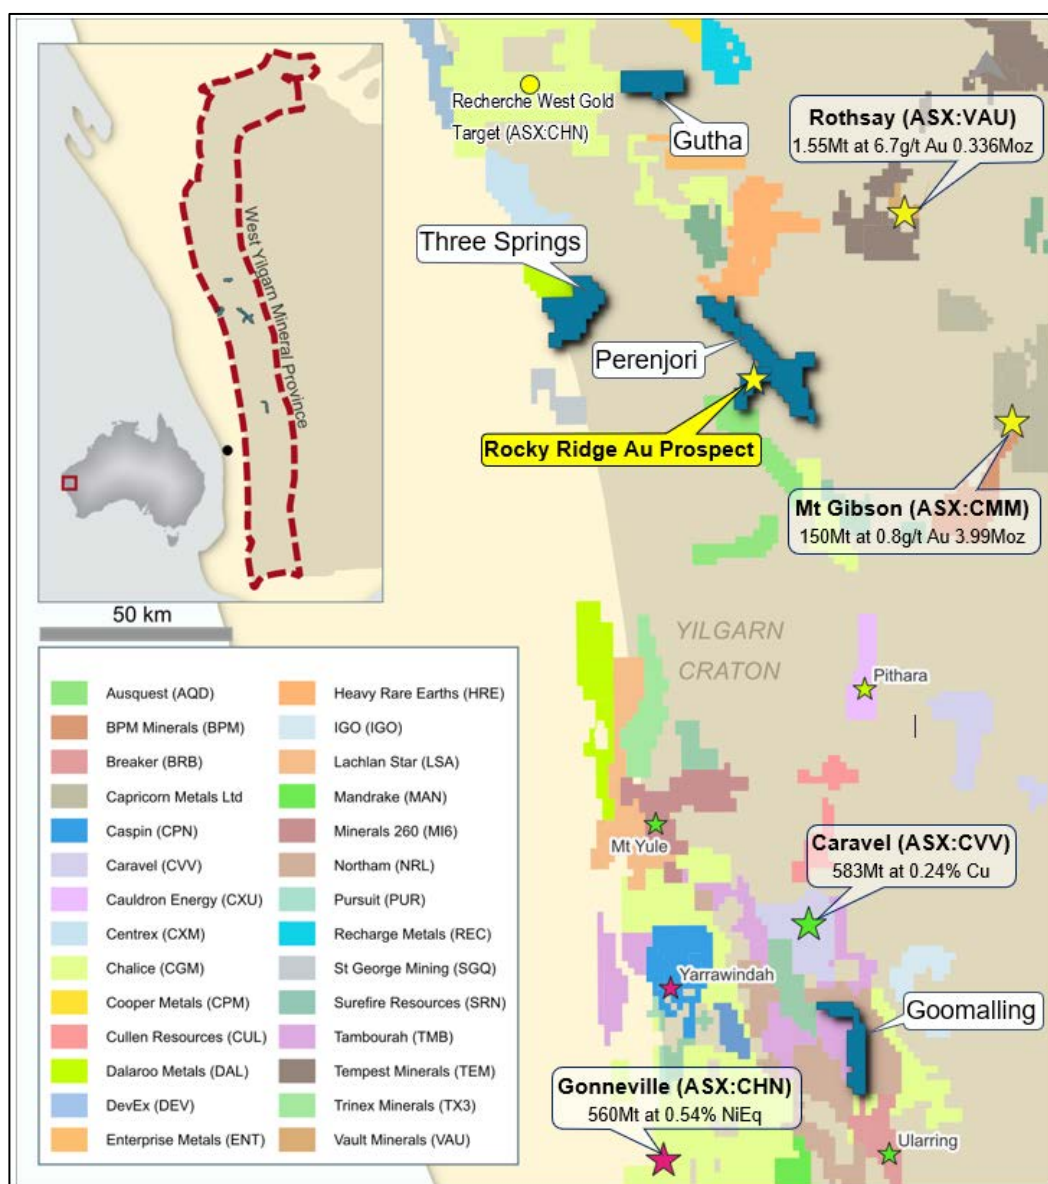 Recherche West Gold
Target (ASX:CHN)
Gutha
Rothsay (ASX:VAU)
1.55Mt at 6.7g/t Au 0.336Moz
Three Springs
West Yilgarn Mineral Province
Perenjori
Rocky Ridge Au Prospect
Mt Gibson (ASX:CMM)
150Mt at 0.8g/t Au 3.99Moz
50 km
YILGARN
CRATON
Pithara
Ausquest (AQD)
BPM Minerals (BPM)
Breaker (BRB)
Capricorn Metals Ltd
Caspin (CPN)
Caravel (CVV)
Cauldron Energy (CXU)
Centrex (CXM)
Chalice (CGM)
Cooper Metals (CPM)
Cullen Resources (CUL)
Dalaroo Metals (DAL)
DevEx (DEV)
Enterprise Metals (ENT)
Heavy Rare Earths (HRE)
IGO (IGO)
Lachlan Star (LSA)
Mandrake (MAN)
Minerals 260 (MI6)
Northam (NRL)
Pursuit (PUR)
Recharge Metals (REC)
St George Mining (SGQ)
Surefire Resources (SRN)
Tambourah (TMB)
Tempest Minerals (TEM)
Trinex Minerals (TX3)
Vault Minerals (VAU)
Mt Yule
Caravel (ASX:CVV)
583Mt at 0.24% Cu
Yarrawindah
Goomalling
Gonneville (ASX:CHN)
560Mt at 0.54% NiEq
Ularring